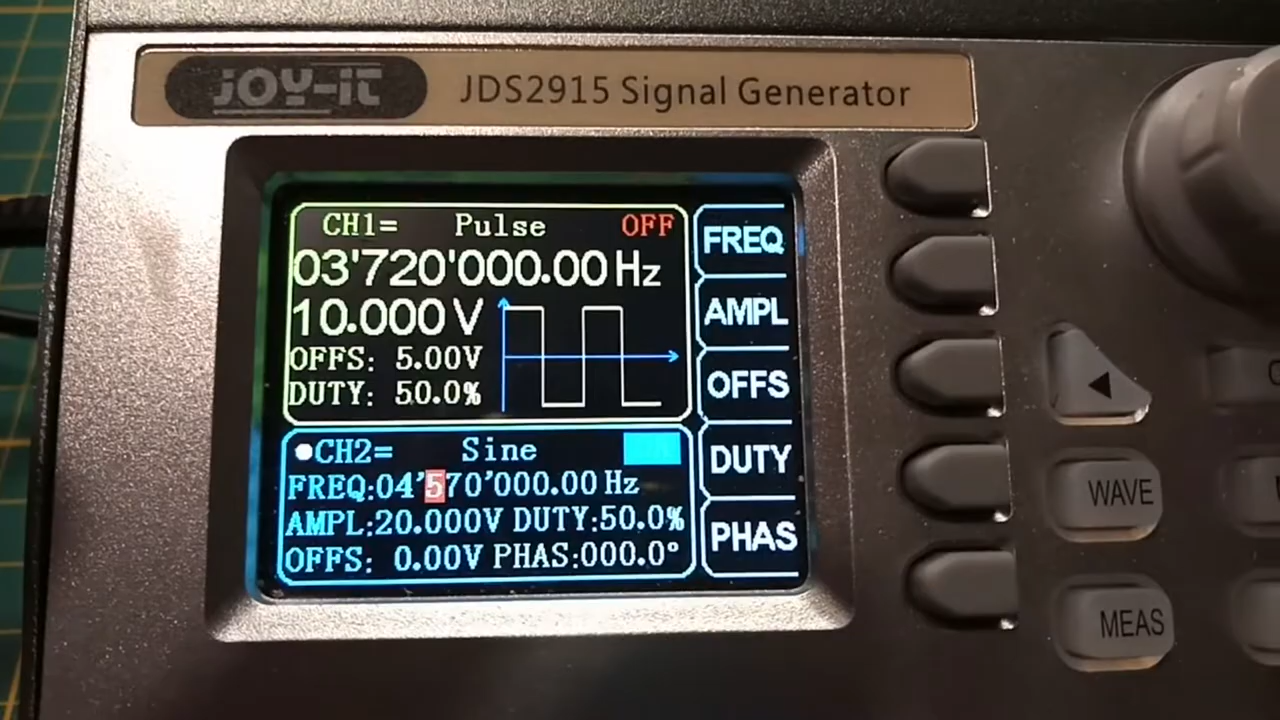 JOY-iT JDS2915 Signal Generator
CH1= Pulse OFF
03'720'000.00 Hz
10.000 V
OFFS: 5.00V
DUTY: 50.0%
●CH2= Sine
FREQ:04'570'000.00 Hz
AMPL:20.000V DUTY:50.0%
OFFS: 0.00V PHAS:000.0°
FREQ
AMPL
OFFS
DUTY
PHAS
WAVE
MEAS